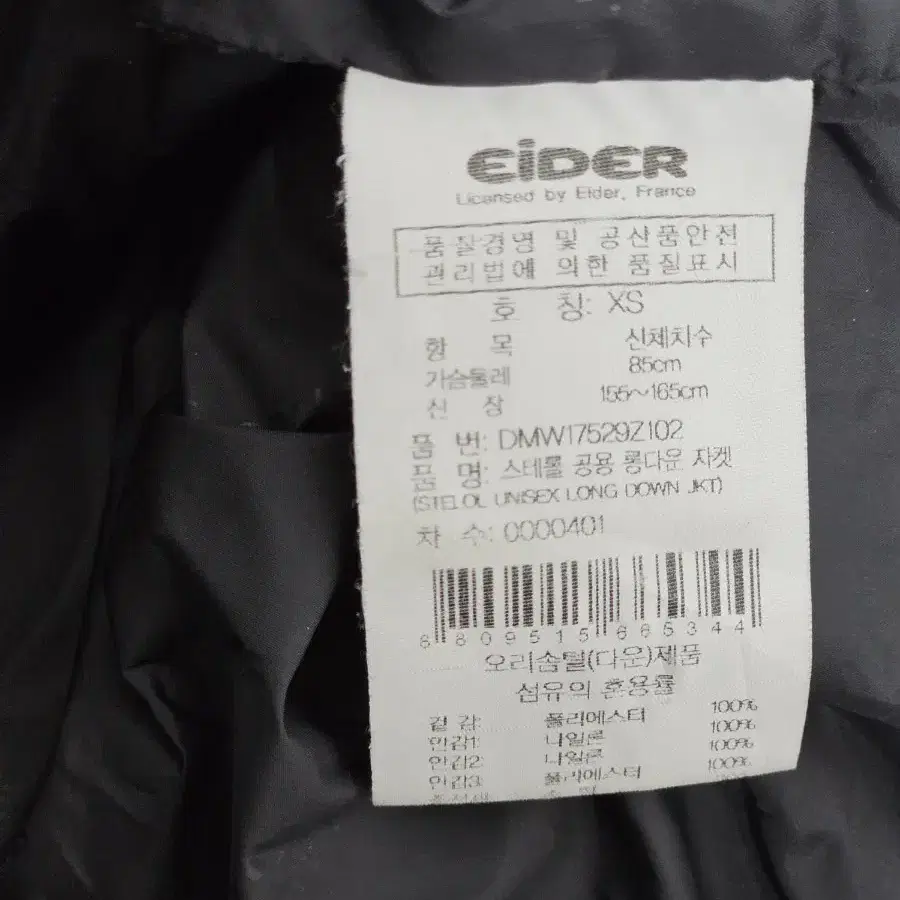 EiDER
Licensed by Eider, France
품질경영 및 공산품안전
관리법에 의한 품질표시
호 칭: XS
항 목 신체치수
가슴둘레 85cm
신 장 155~165cm
품 번: DMW17529Z102
품 명: 스테롤 공용 롱다운 자켓
(STELOL UNISEX LONG DOWN JKT)
차 수: 0000401
8809515665344
오리솜털(다운)제품
섬유의 혼용률
겉감: 폴리에스터 100%
안감1: 나일론 100%
안감2: 나일론 100%
안감3: 폴리에스터 100%